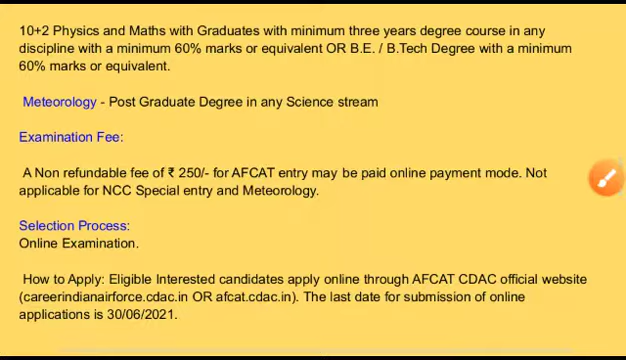 10+2 Physics and Maths with Graduates with minimum three years degree course in any
discipline with a minimum 60% marks or equivalent OR B.E. / B.Tech Degree with a minimum
60% marks or equivalent.
Meteorology - Post Graduate Degree in any Science stream
Examination Fee:
A Non refundable fee of ₹ 250/- for AFCAT entry may be paid online payment mode. Not
applicable for NCC Special entry and Meteorology.
Selection Process:
Online Examination.
How to Apply: Eligible Interested candidates apply online through AFCAT CDAC official website
(careerindianairforce.cdac.in OR afcat.cdac.in). The last date for submission of online
applications is 30/06/2021.